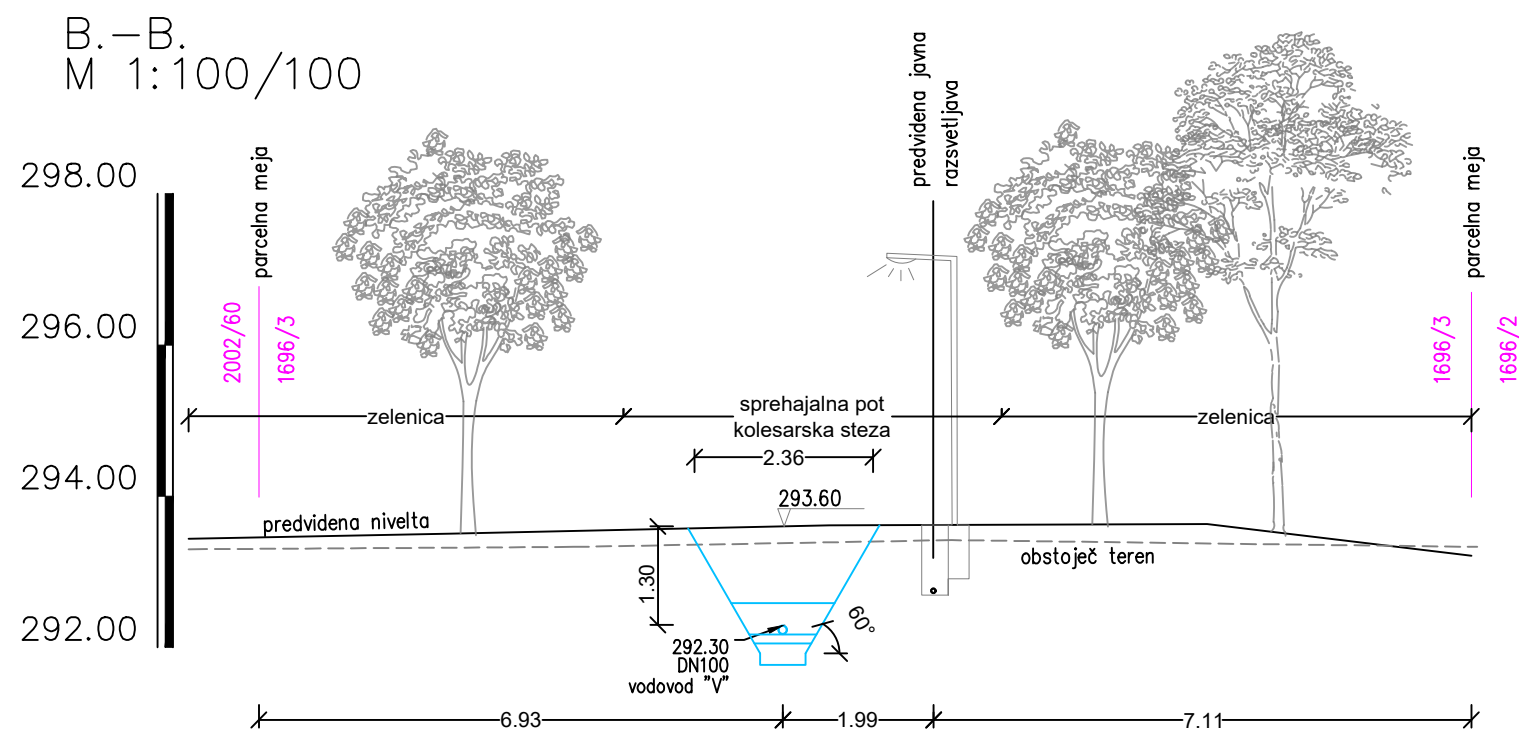 B.-B.
M 1:100/100
298.00
296.00
294.00
292.00
parcelna meja
2002/60
1696/3
predvidena javna
razsvetljava
parcelna meja
1696/3
1696/2
zelenica
sprehajalna pot
kolesarska steza
zelenica
2.36
293.60
predvidena nivelta
obstoječ teren
1.30
60°
292.30
DN100
vodovod "V"
6.93
1.99
7.11